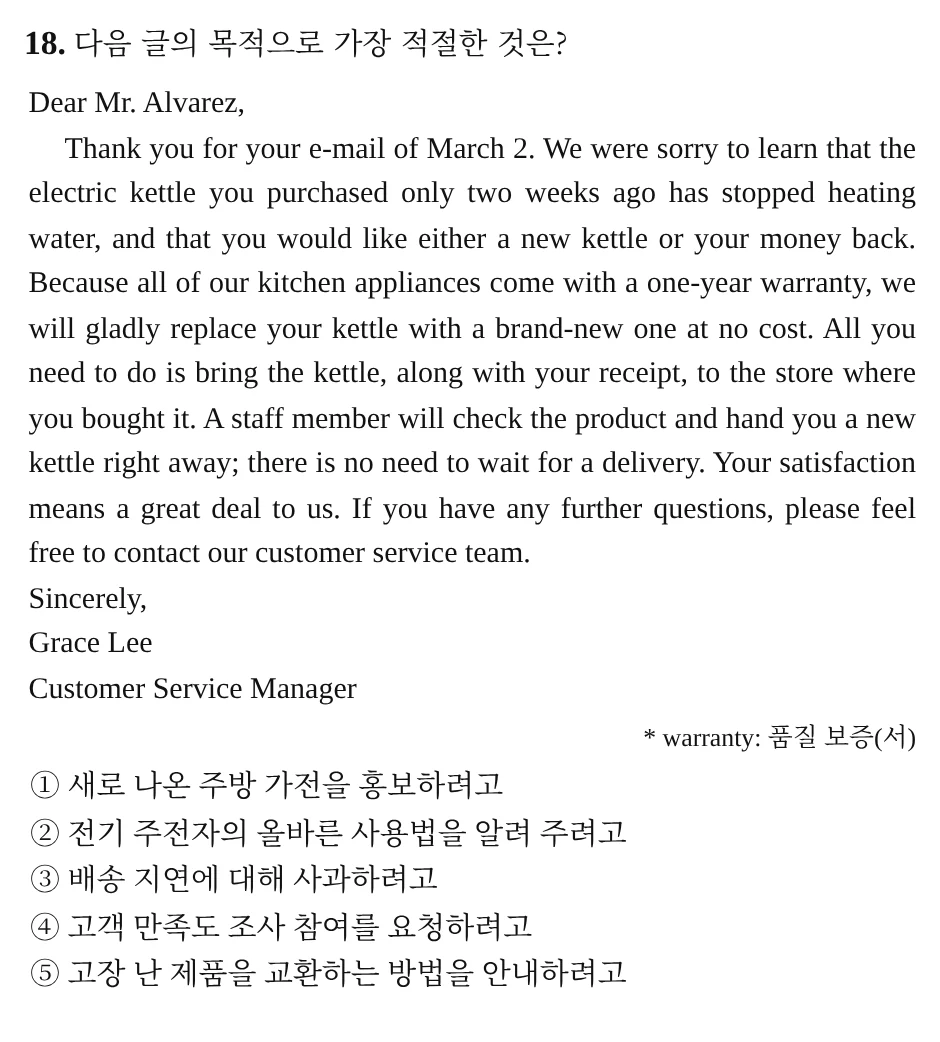 18. 다음 글의 목적으로 가장 적절한 것은?
Dear Mr. Alvarez,
Thank you for your e-mail of March 2. We were sorry to learn that the
electric kettle you purchased only two weeks ago has stopped heating
water, and that you would like either a new kettle or your money back.
Because all of our kitchen appliances come with a one-year warranty, we
will gladly replace your kettle with a brand-new one at no cost. All you
need to do is bring the kettle, along with your receipt, to the store where
you bought it. A staff member will check the product and hand you a new
kettle right away; there is no need to wait for a delivery. Your satisfaction
means a great deal to us. If you have any further questions, please feel
free to contact our customer service team.
Sincerely,
Grace Lee
Customer Service Manager
* warranty: 품질 보증(서)
① 새로 나온 주방 가전을 홍보하려고
② 전기 주전자의 올바른 사용법을 알려 주려고
③ 배송 지연에 대해 사과하려고
④ 고객 만족도 조사 참여를 요청하려고
⑤ 고장 난 제품을 교환하는 방법을 안내하려고